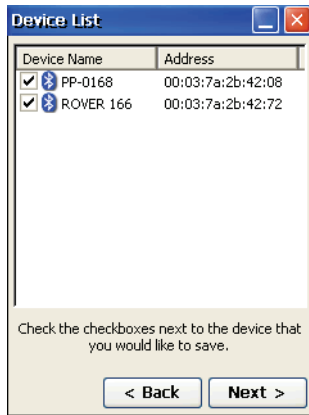 Device List
Device Name Address
PP-0168 00:03:7a:2b:42:08
ROVER 166 00:03:7a:2b:42:72
Check the checkboxes next to the device that
you would like to save.
< Back Next >